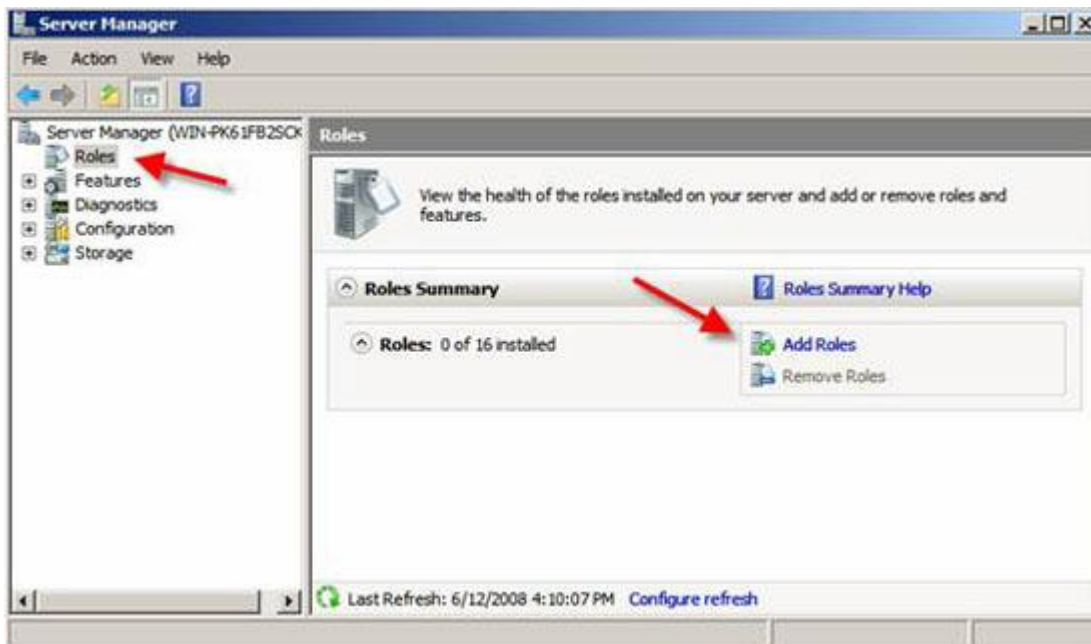 Server Manager
File Action View Help
Server Manager (WIN-PK61FB2SCK
Roles
Features
Diagnostics
Configuration
Storage
Roles
View the health of the roles installed on your server and add or remove roles and
features.
Roles Summary
Roles Summary Help
Roles: 0 of 16 installed
Add Roles
Remove Roles
Last Refresh: 6/12/2008 4:10:07 PM Configure refresh